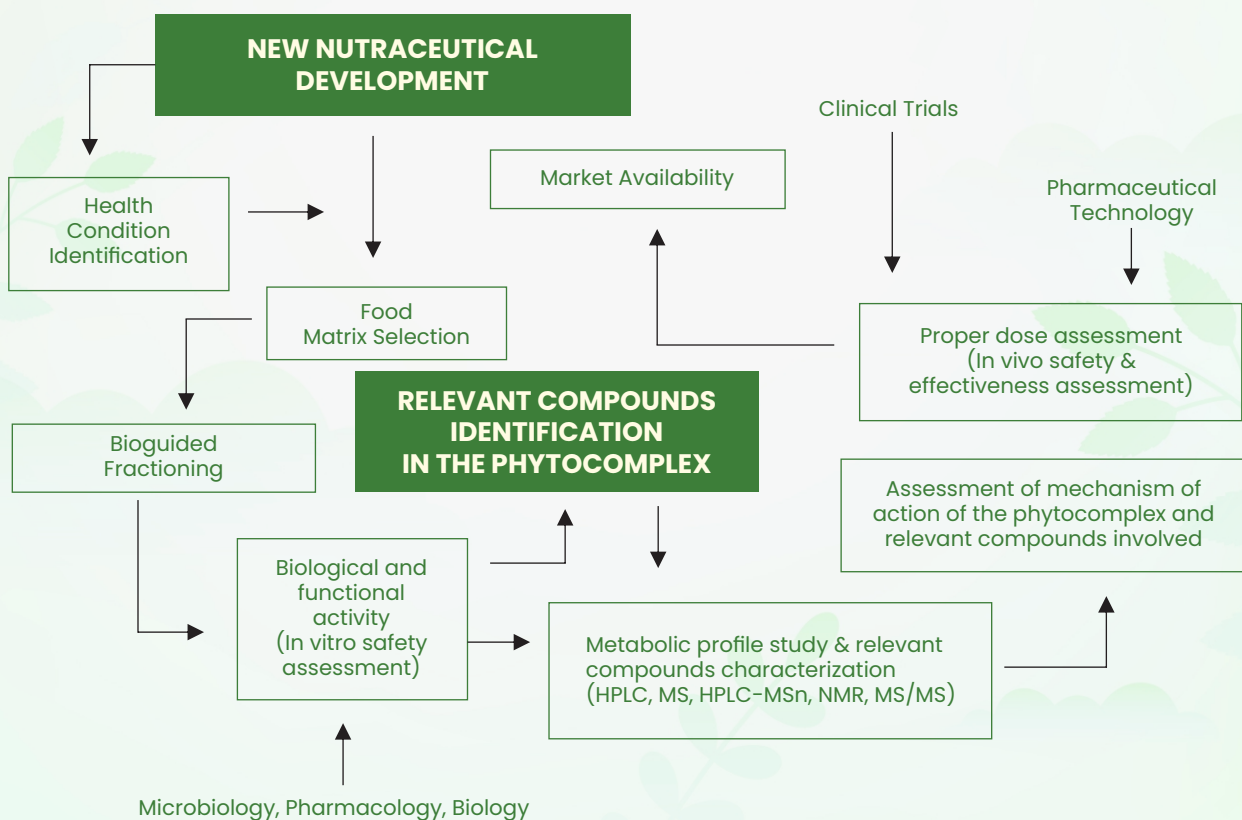 NEW NUTRACEUTICAL
DEVELOPMENT
Clinical Trials
Market Availability
Pharmaceutical
Technology
Health
Condition
Identification
Food
Matrix Selection
Proper dose assessment
(In vivo safety &
effectiveness assessment)
RELEVANT COMPOUNDS
IDENTIFICATION
IN THE PHYTOCOMPLEX
Bioguided
Fractioning
Assessment of mechanism of
action of the phytocomplex and
relevant compounds involved
Biological and
functional
activity
(In vitro safety
assessment)
Metabolic profile study & relevant
compounds characterization
(HPLC, MS, HPLC-MSn, NMR, MS/MS)
Microbiology, Pharmacology, Biology